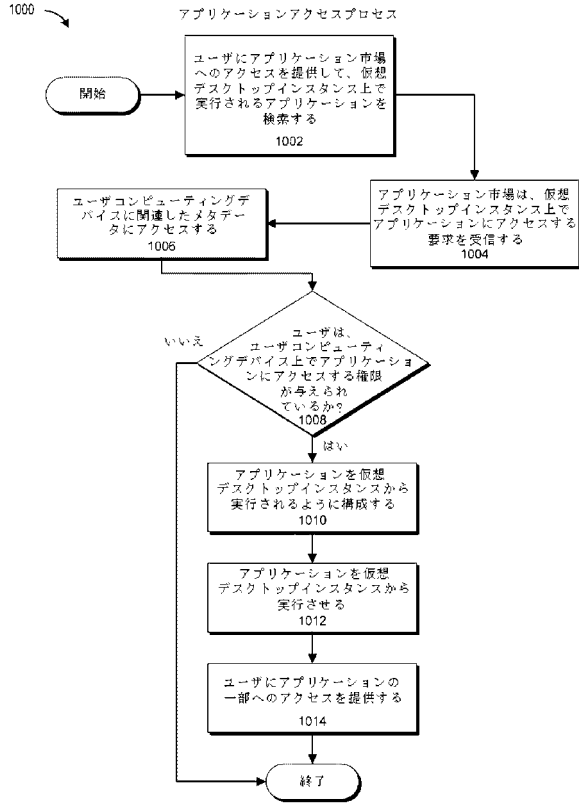 1000
アプリケーションアクセスプロセス
開始
ユーザにアプリケーション市場
へのアクセスを提供して、仮想
デスクトップインスタンス上で
実行されるアプリケーションを
検索する
1002
アプリケーション市場は、仮想
デスクトップインスタンス上で
アプリケーションにアクセスする
要求を受信する
1004
ユーザコンピューティングデ
バイスに関連したメタデー
タにアクセスする
1006
ユーザは、
ユーザコンピューティ
ングデバイス上でアプリケーショ
ンにアクセスする権限
が与えられ
ているか?
1008
いいえ
はい
アプリケーションを仮想
デスクトップインスタンスから
実行されるように構成する
1010
アプリケーションを仮想
デスクトップインスタンスから
実行させる
1012
ユーザにアプリケーションの
一部へのアクセスを提供する
1014
終了